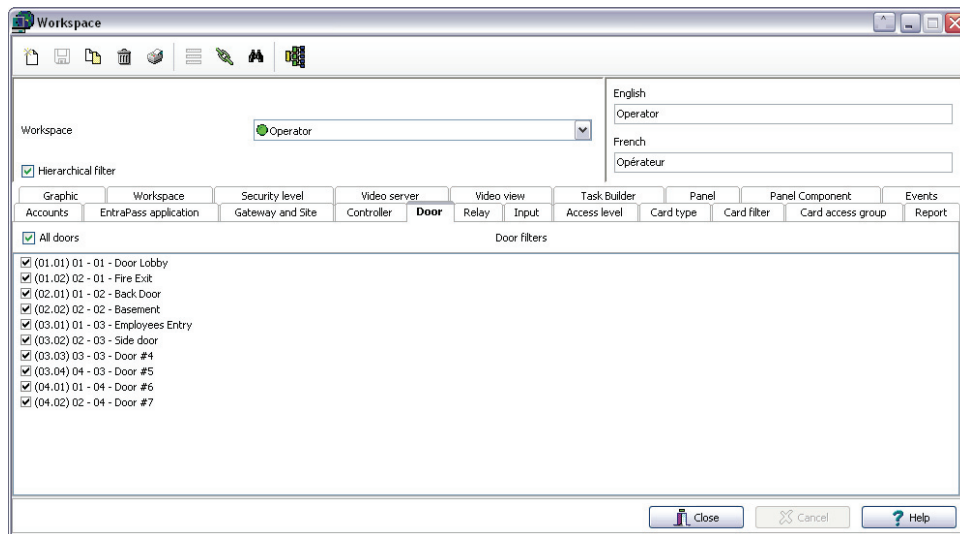 Workspace
English
Operator
Workspace
Operator
French
Opérateur
Hierarchical filter
Graphic Workspace Security level Video server Video view Task Builder Panel Panel Component Events
Accounts EntraPass application Gateway and Site Controller Door Relay Input Access level Card type Card filter Card access group Report
All doors Door filters
(01.01) 01 - 01 - Door Lobby
(01.02) 02 - 01 - Fire Exit
(02.01) 01 - 02 - Back Door
(02.02) 02 - 02 - Basement
(03.01) 01 - 03 - Employees Entry
(03.02) 02 - 03 - Side door
(03.03) 03 - 03 - Door #4
(03.04) 04 - 03 - Door #5
(04.01) 01 - 04 - Door #6
(04.02) 02 - 04 - Door #7
Close Cancel Help